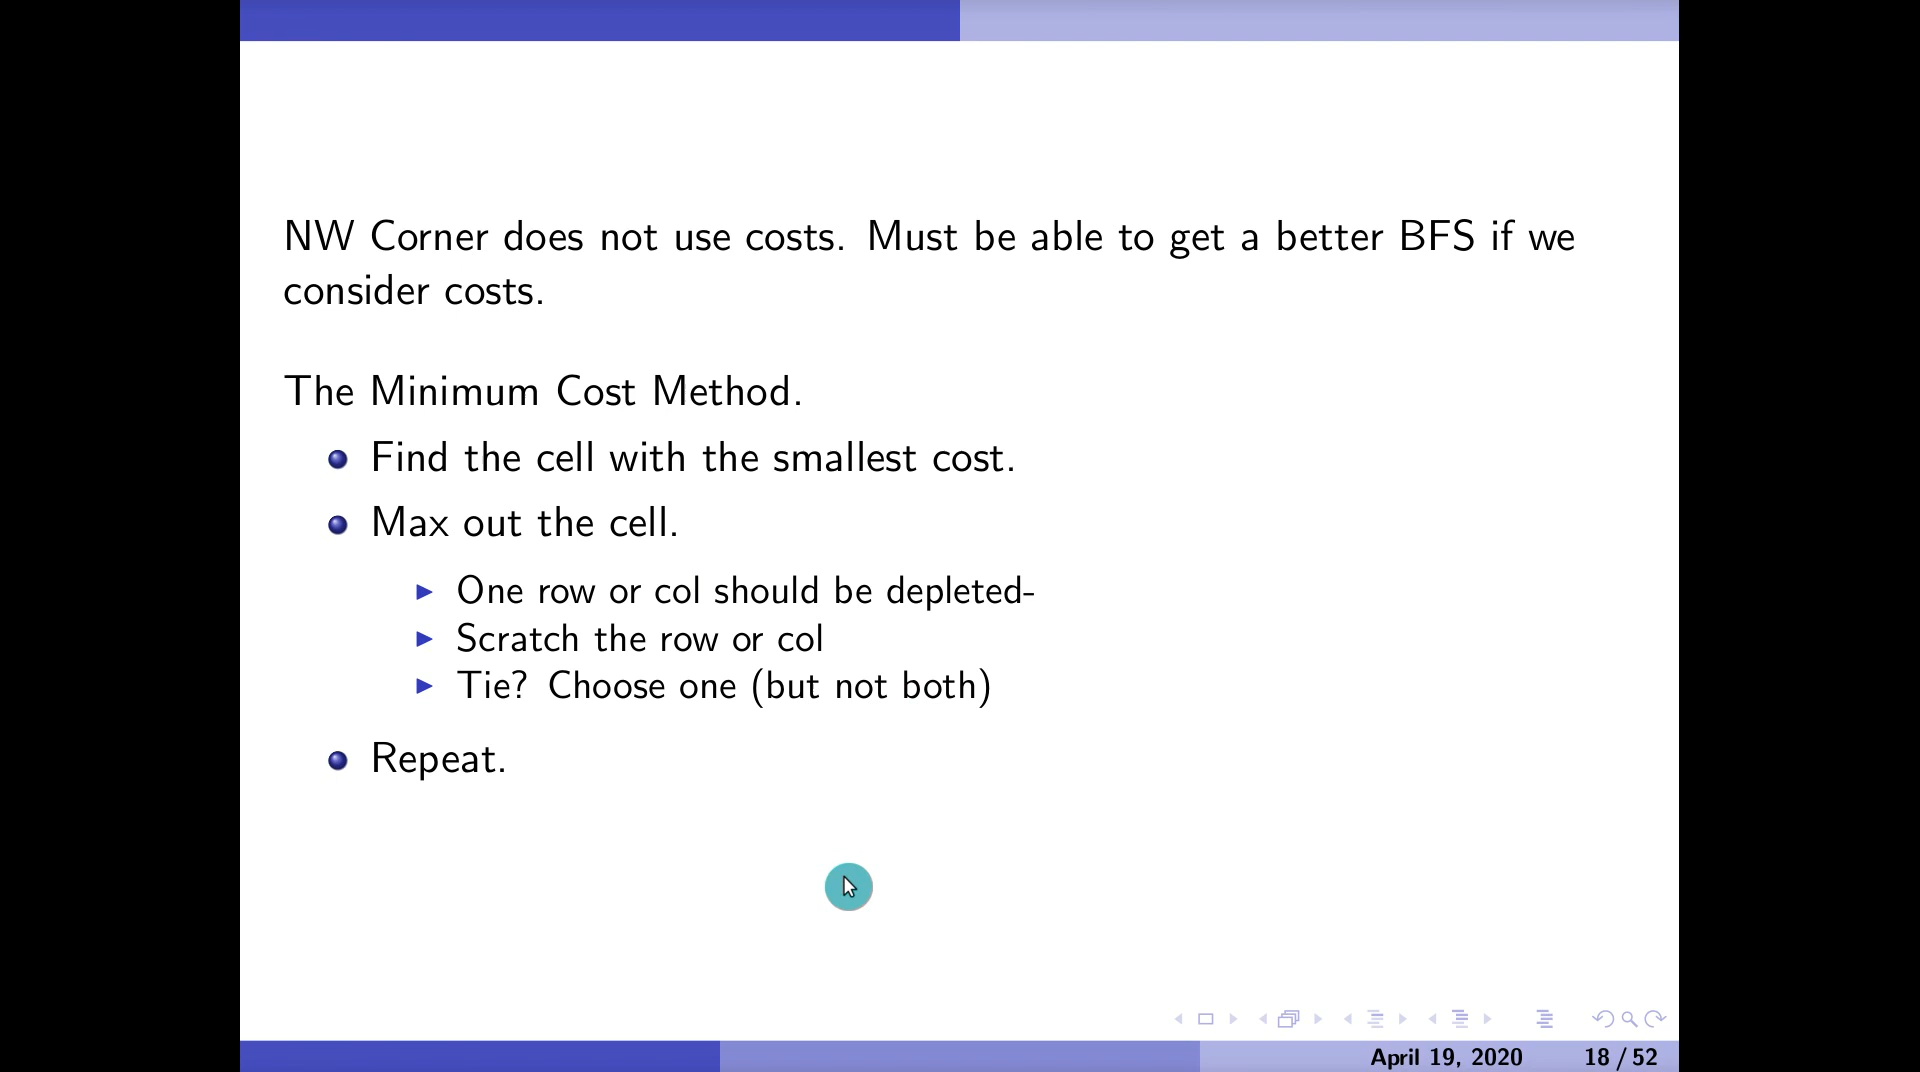 NW Corner does not use costs. Must be able to get a better BFS if we
consider costs.
The Minimum Cost Method.
Find the cell with the smallest cost.
Max out the cell.
One row or col should be depleted-
Scratch the row or col
Tie? Choose one (but not both)
Repeat.
April 19, 2020 18 / 52